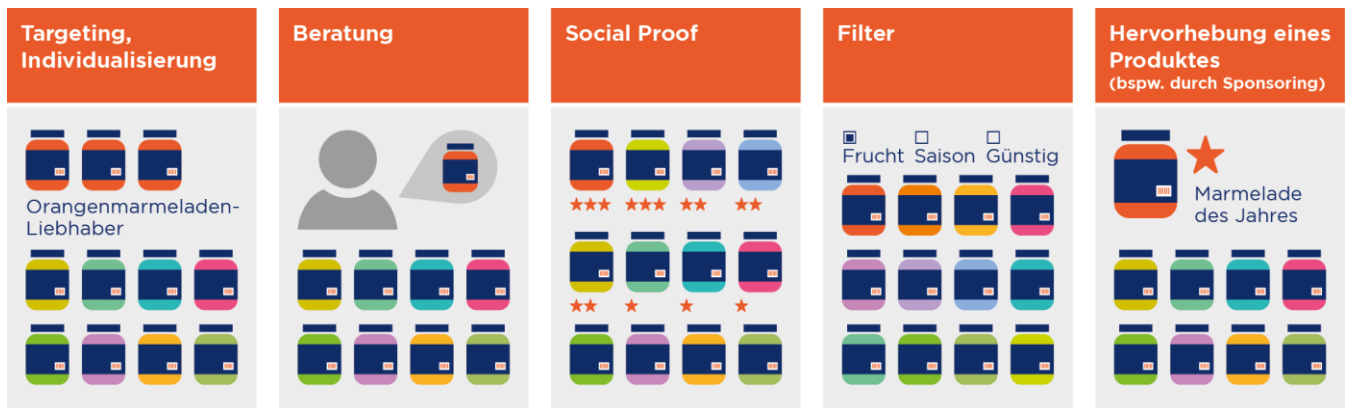 Targeting,
Individualisierung
Orangenmarmeladen-
Liebhaber
Beratung
Social Proof
Filter
Frucht Saison Günstig
Hervorhebung eines
Produktes
(bspw. durch Sponsoring)
Marmelade
des Jahres